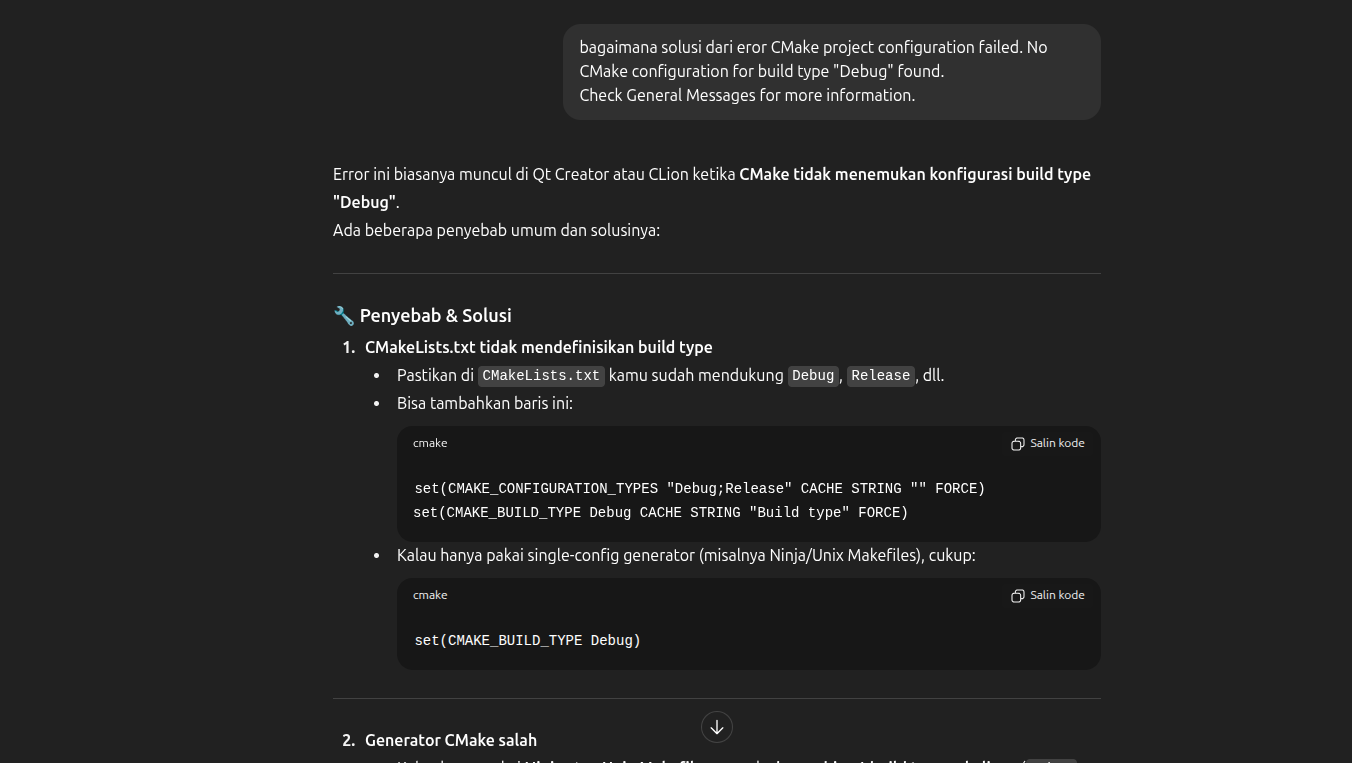 bagaimana solusi dari eror CMake project configuration failed. No
CMake configuration for build type "Debug" found.
Check General Messages for more information.
Error ini biasanya muncul di Qt Creator atau CLion ketika CMake tidak menemukan konfigurasi build type
"Debug".
Ada beberapa penyebab umum dan solusinya:
🔧 Penyebab & Solusi
1. CMakeLists.txt tidak mendefinisikan build type
• Pastikan di CMakeLists.txt kamu sudah mendukung Debug, Release, dll.
• Bisa tambahkan baris ini:
cmake
Salin kode
set(CMAKE_CONFIGURATION_TYPES "Debug;Release" CACHE STRING "" FORCE)
set(CMAKE_BUILD_TYPE Debug CACHE STRING "Build type" FORCE)
• Kalau hanya pakai single-config generator (misalnya Ninja/Unix Makefiles), cukup:
cmake
Salin kode
set(CMAKE_BUILD_TYPE Debug)
2. Generator CMake salah